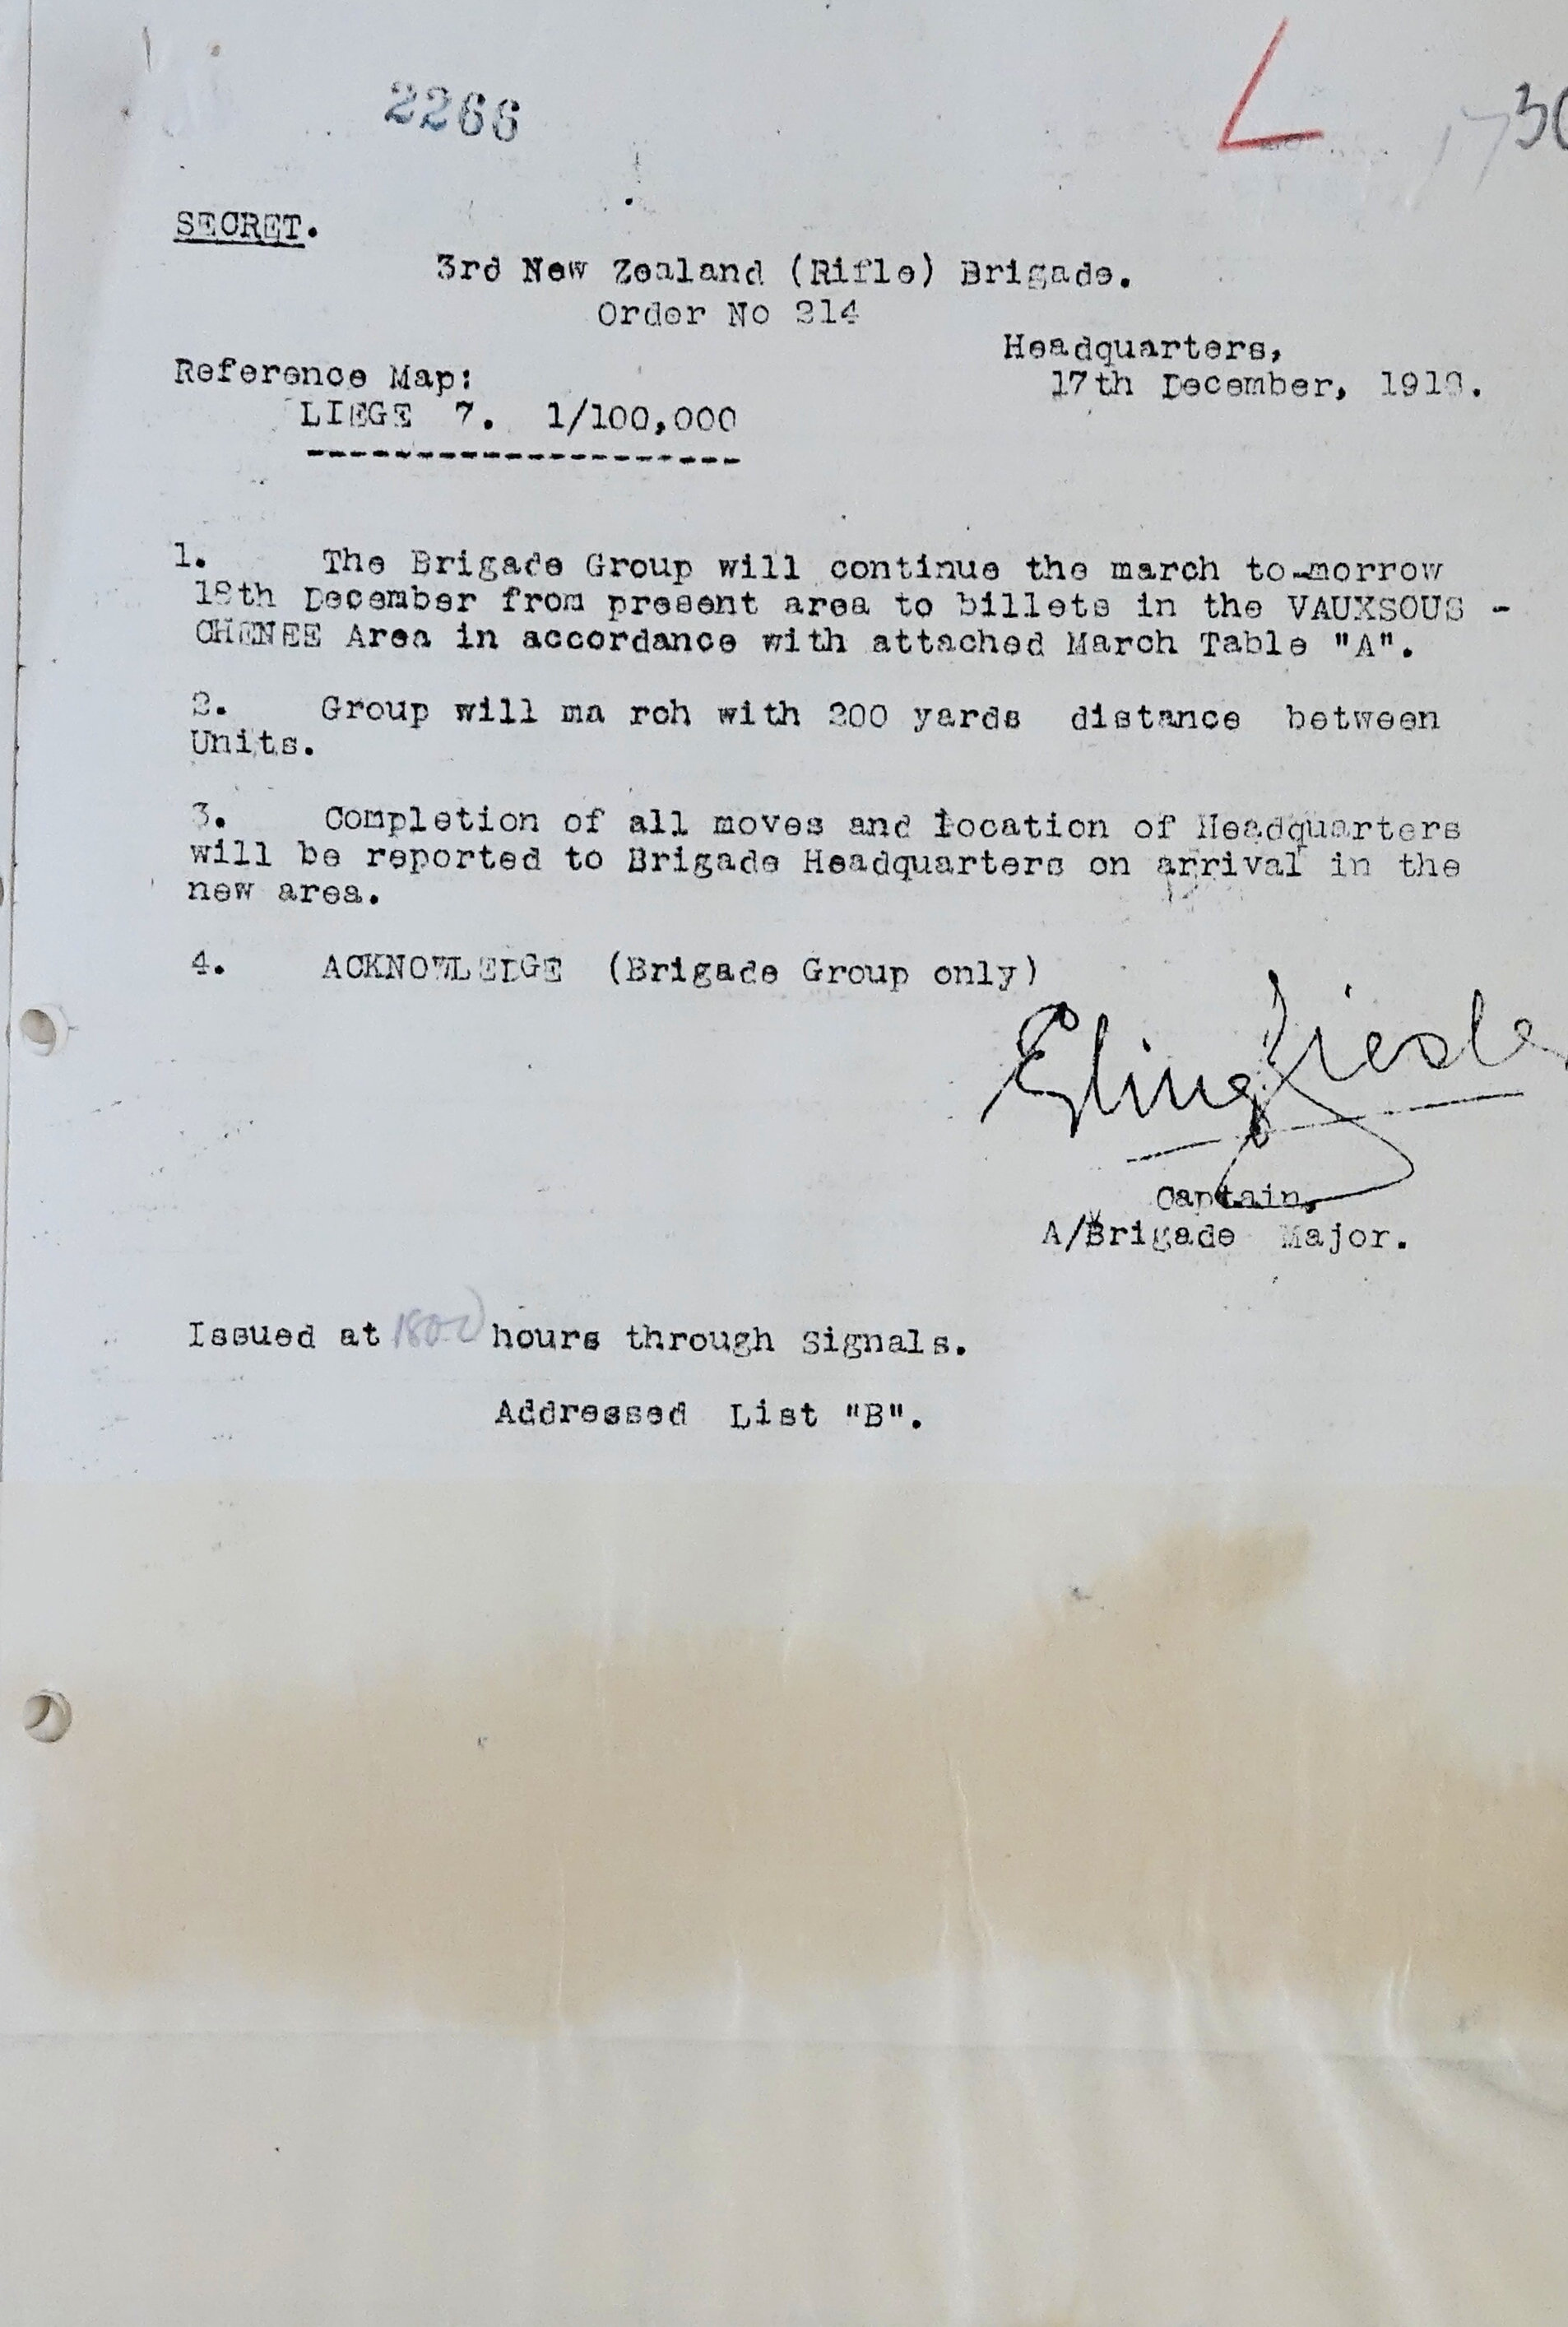 2266
L 1730
SECRET.
3rd New Zealand (Rifle) Brigade.
Order No 214
Headquarters,
17th December, 1918.
Reference Map:
LIEGE 7. 1/100,000
--------------------
1. The Brigade Group will continue the march to-morrow
18th December from present area to billets in the VAUXSOUS -
CHENEE Area in accordance with attached March Table "A".
2. Group will ma rch with 200 yards distance between
Units.
3. Completion of all moves and location of Headquarters
will be reported to Brigade Headquarters on arrival in the
new area.
4. ACKNOWLEDGE (Brigade Group only)
Captain,
A/Brigade Major.
Issued at 1800 hours through Signals.
Addressed List "B".